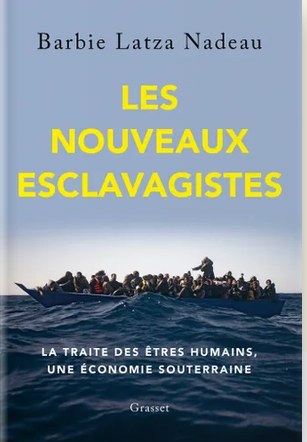 Barbie Latza Nadeau
LES
NOUVEAUX
ESCLAVAGISTES
LA TRAITE DES ÊTRES HUMAINS,
UNE ÉCONOMIE SOUTERRAINE
Grasset